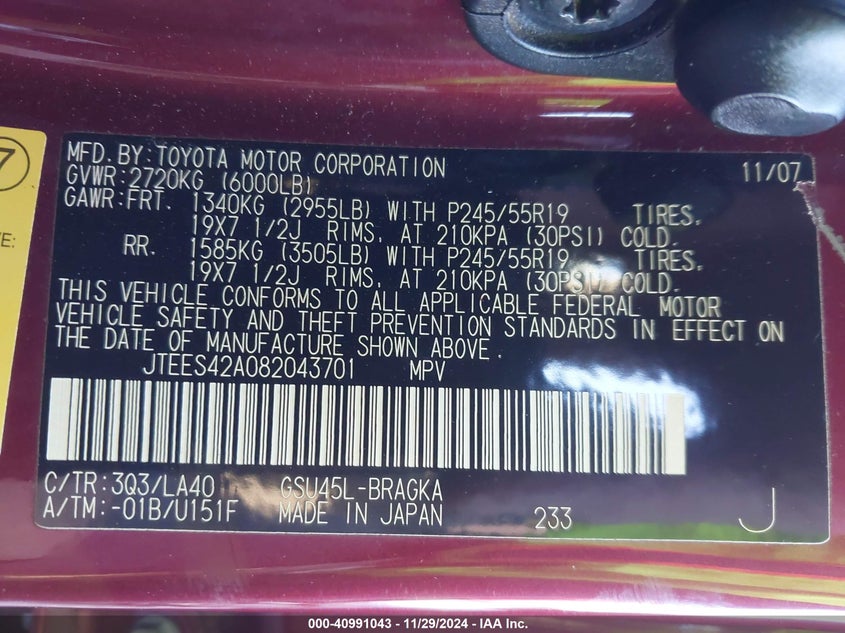 7
E:
MFD. BY: TOYOTA MOTOR CORPORATION 11/07
GVWR: 2720KG (6000LB)
GAWR: FRT. 1340KG (2955LB) WITH P245/55R19 TIRES,
19X7 1/2J RIMS, AT 210KPA (30PSI) COLD.
RR. 1585KG (3505LB) WITH P245/55R19 TIRES,
19X7 1/2J RIMS, AT 210KPA (30PSI) COLD.
THIS VEHICLE CONFORMS TO ALL APPLICABLE FEDERAL MOTOR
VEHICLE SAFETY AND THEFT PREVENTION STANDARDS IN EFFECT ON
THE DATE OF MANUFACTURE SHOWN ABOVE.
JTEES42A082043701 MPV
C/TR: 3Q3/LA40 GSU45L-BRAGKA
A/TM: -01B/U151F MADE IN JAPAN 233 J
000-40991043 - 11/29/2024 - IAA Inc.